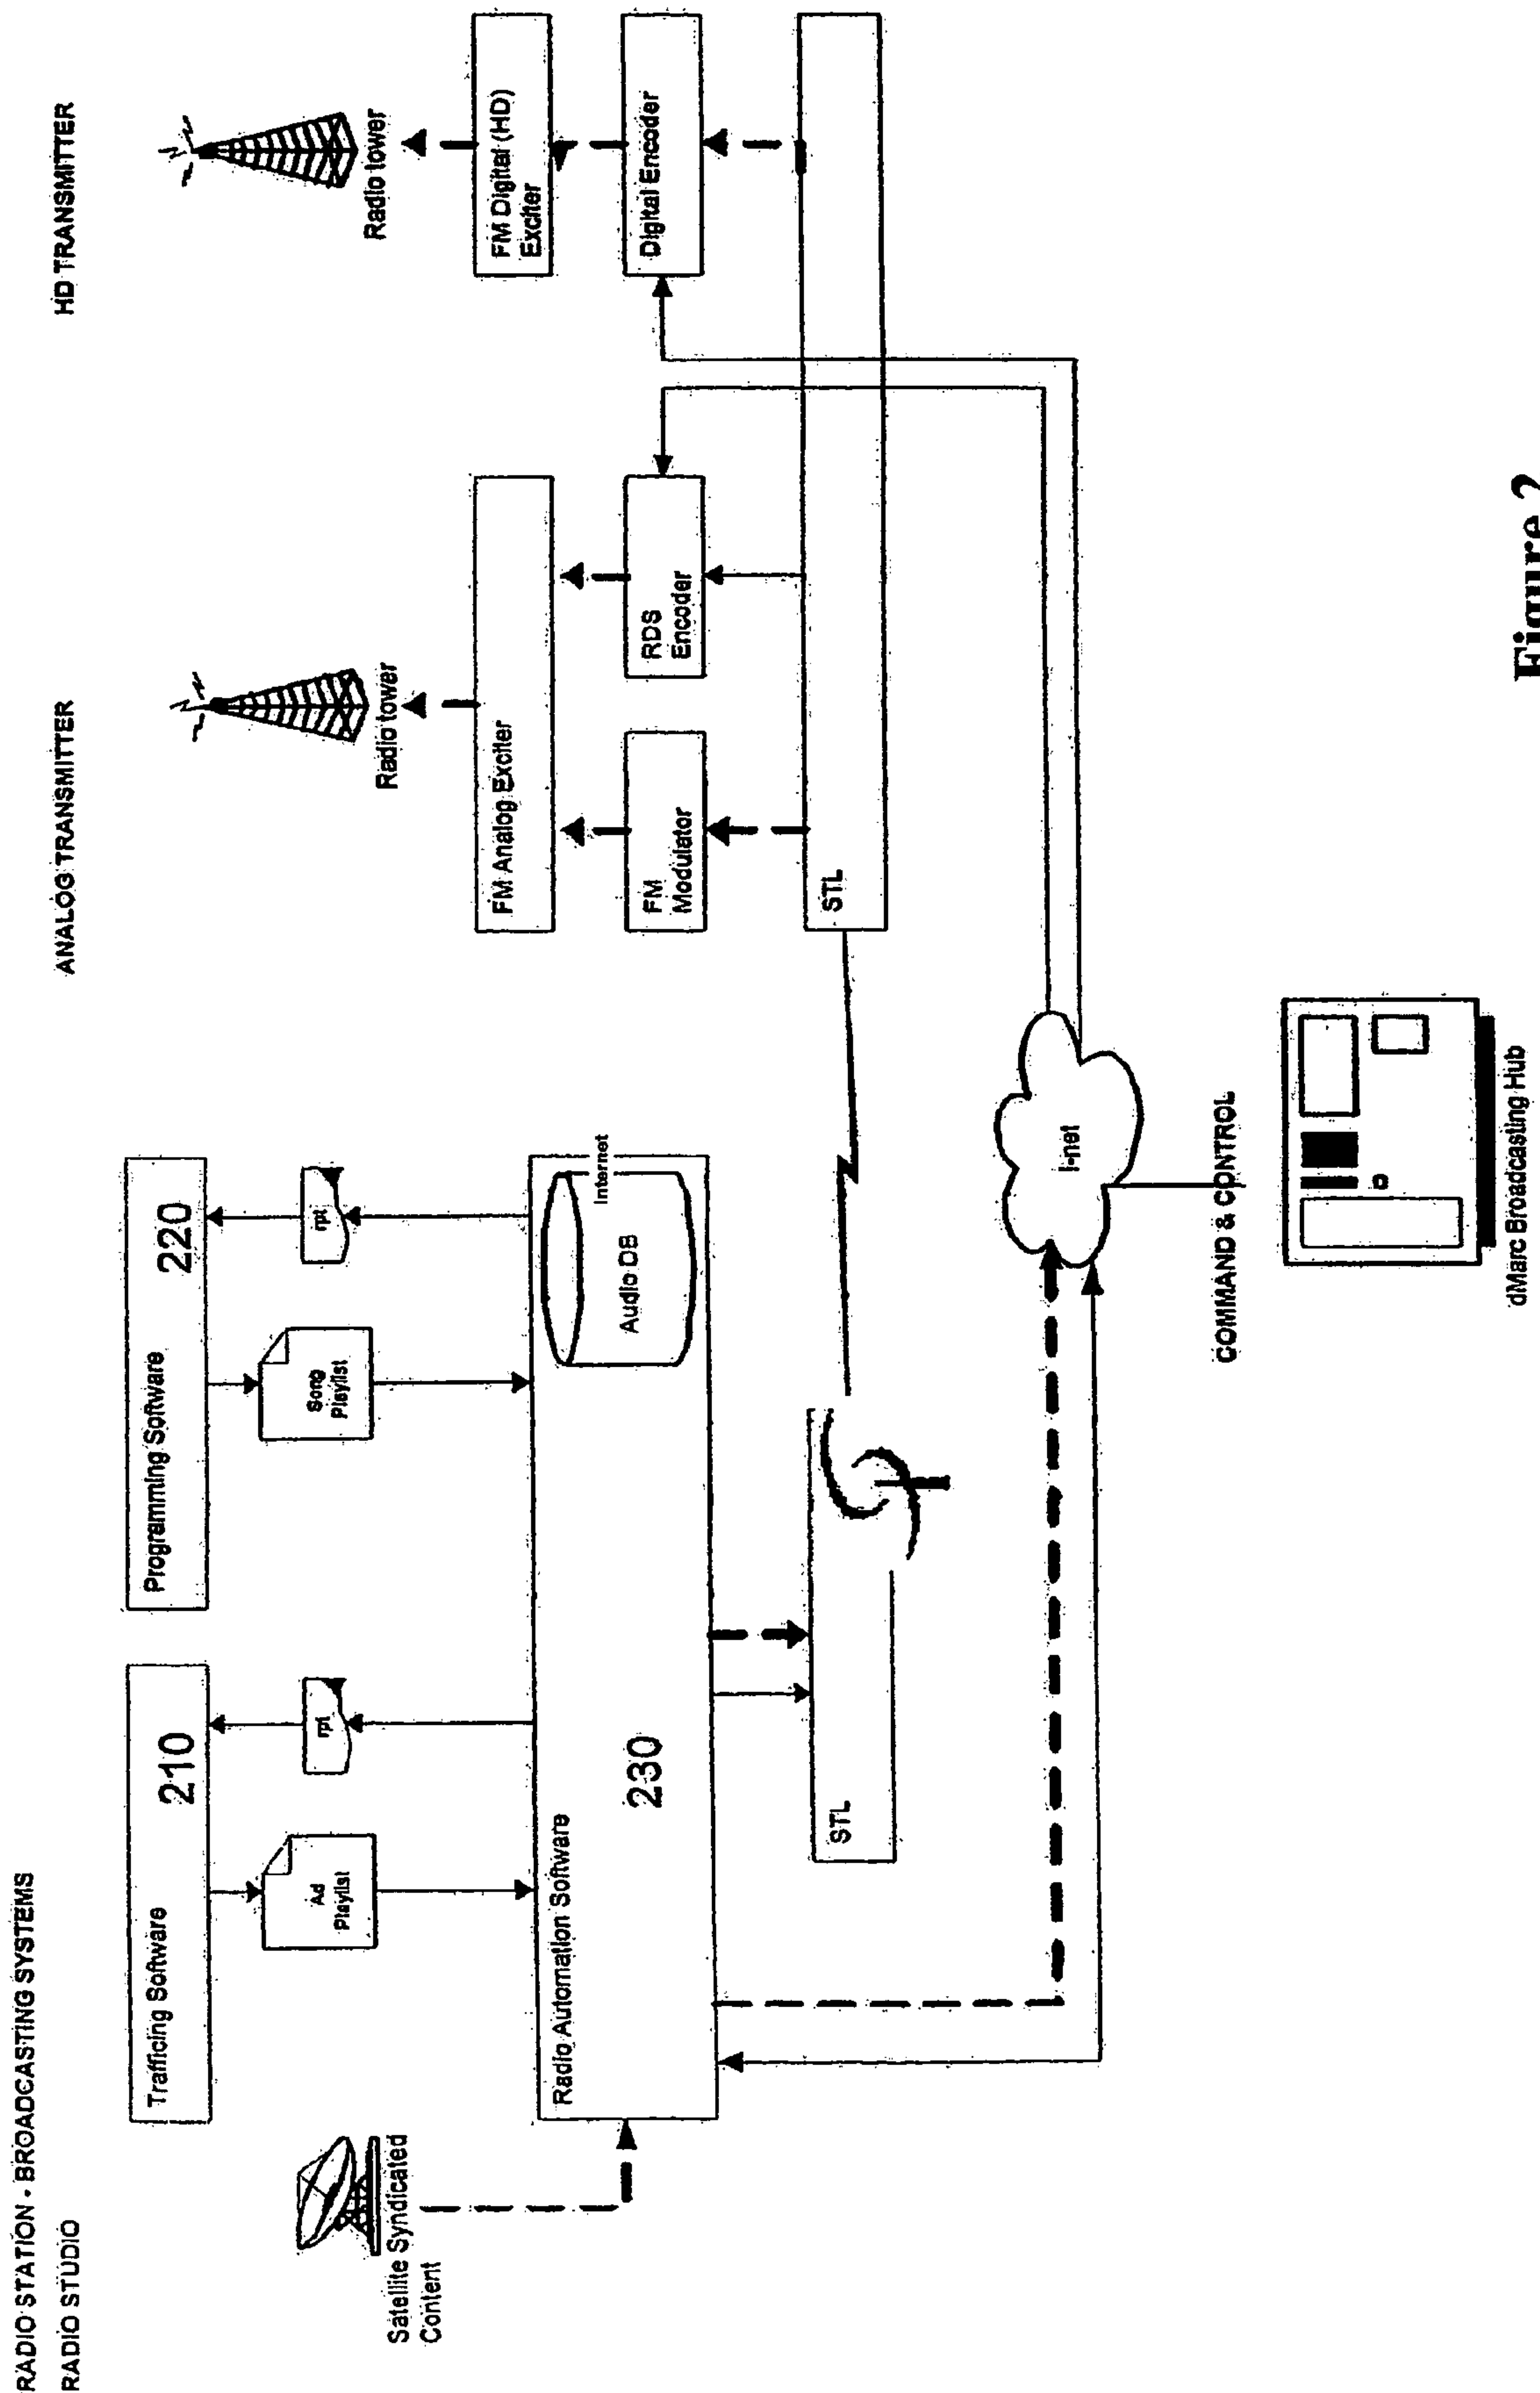 RADIO STATION - BROADCASTING SYSTEMS
RADIO STUDIO
ANALOG TRANSMITTER
HD TRANSMITTER
Trafficing Software
210
Programming Software
220
Ad
Playlist
rpt
Song
Playlist
rpt
Satellite Syndicated
Content
Radio tower
Radio tower
FM Analog Exciter
FM Digital (HD)
Exciter
Radio Automation Software
230
Audio DB
Internet
FM
Modulator
RDS
Encoder
Digital Encoder
STL
STL
I-net
COMMAND & CONTROL
dMarc Broadcasting Hub
Figure 2